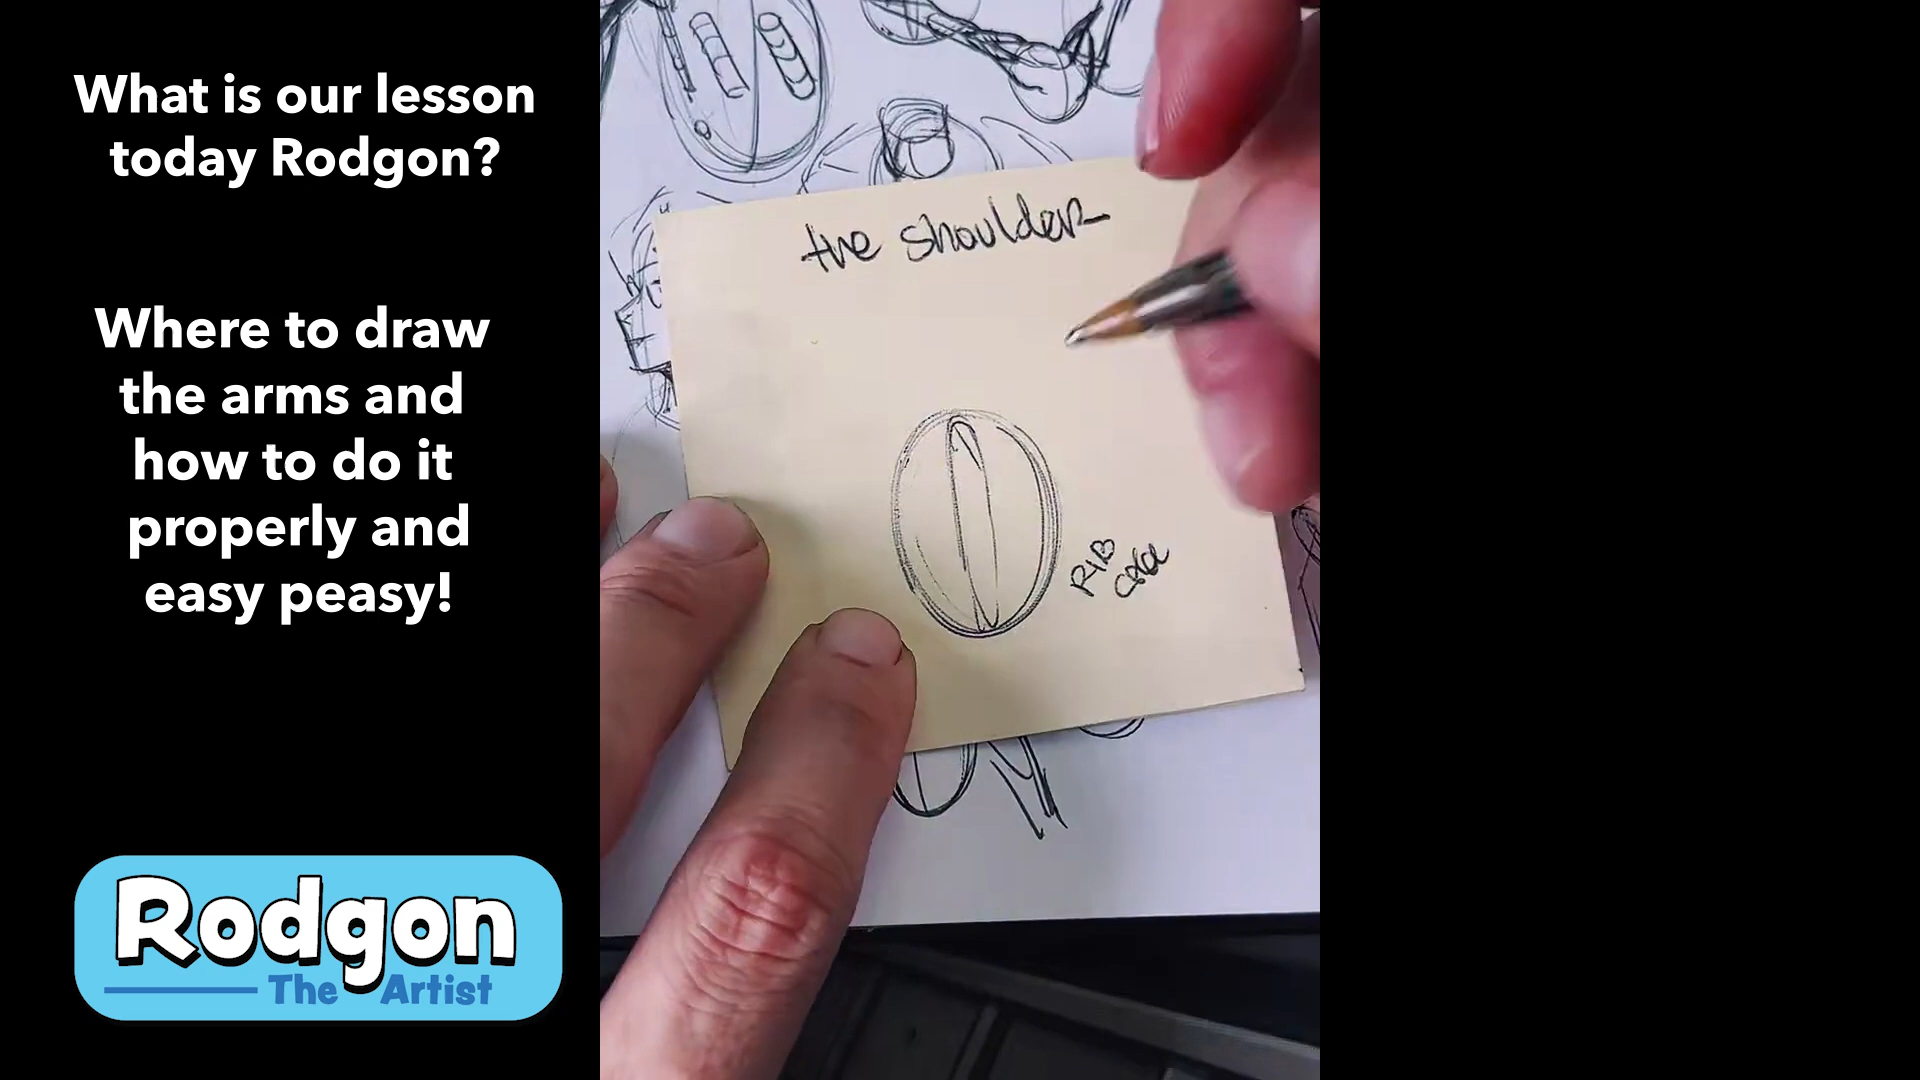 What is our lesson
today Rodgon?
Where to draw
the arms and
how to do it
properly and
easy peasy!
Rodgon
The Artist
the shoulder
RIB
CAGE